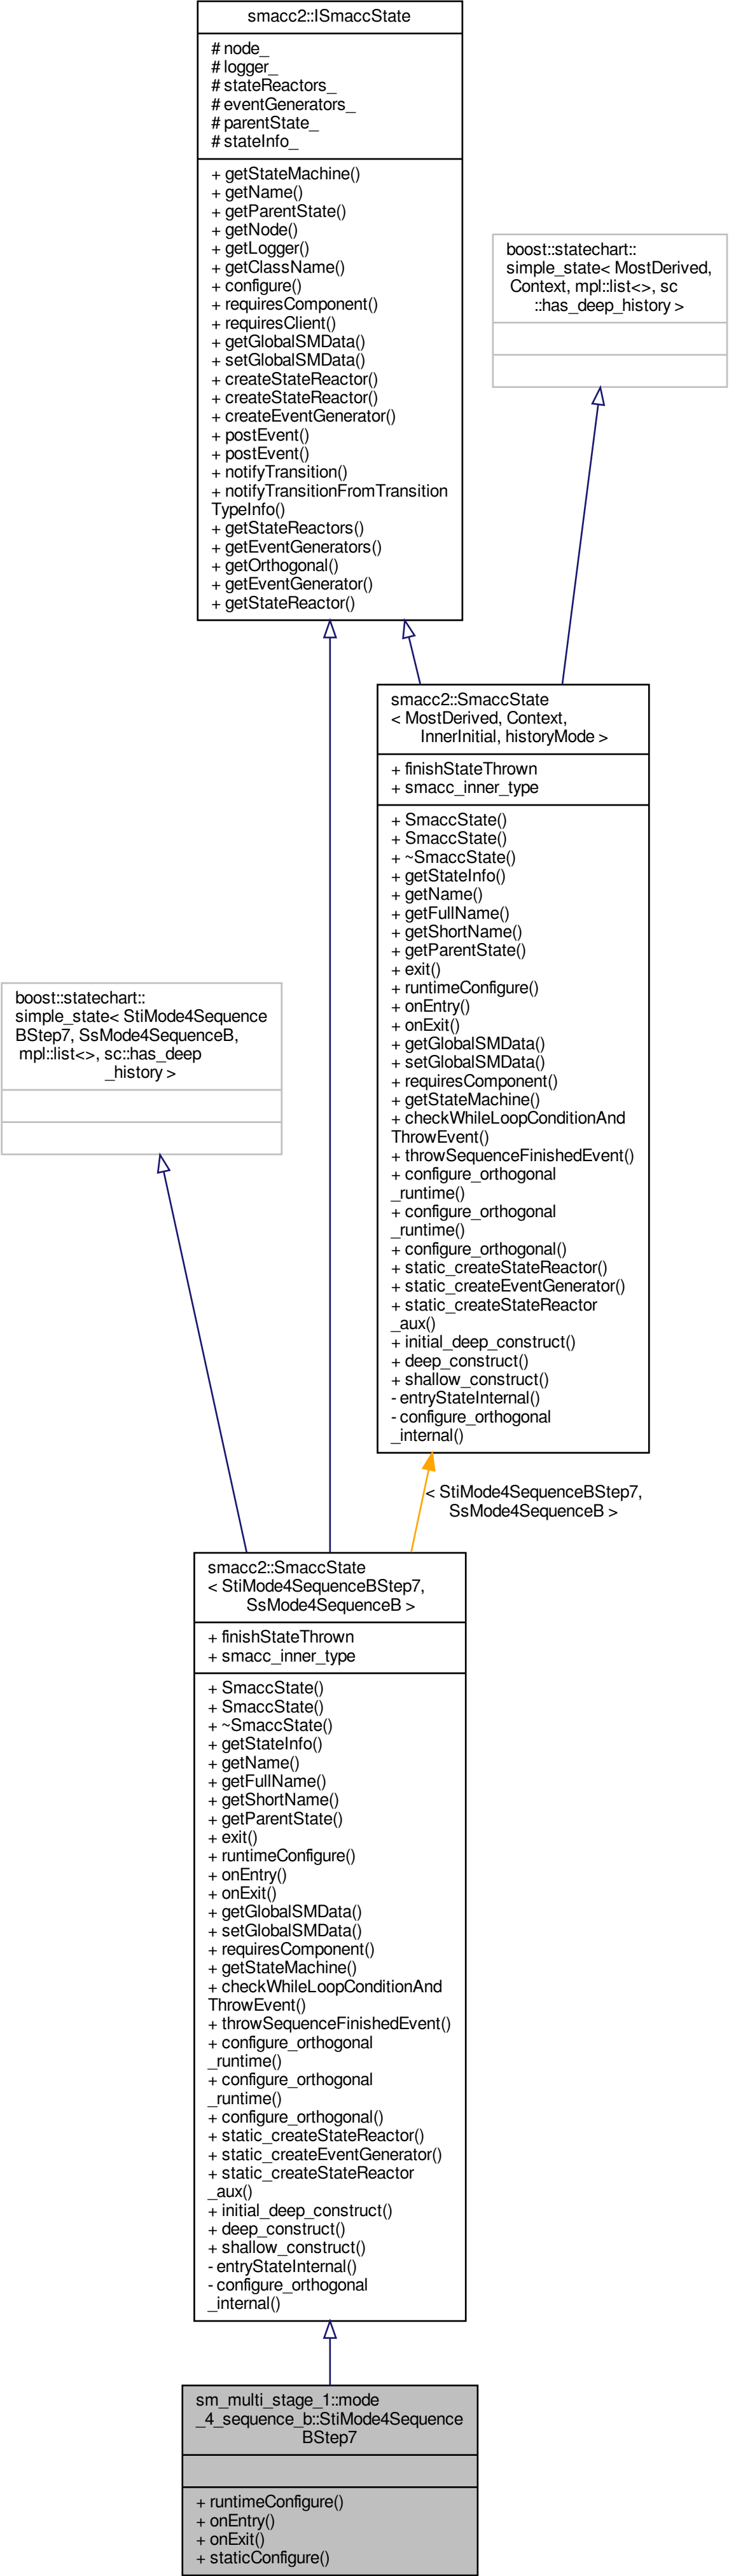 smacc2::ISmaccState
# node_
# logger_
# stateReactors_
# eventGenerators_
# parentState_
# stateInfo_
+ getStateMachine()
+ getName()
+ getParentState()
+ getNode()
+ getLogger()
+ getClassName()
+ configure()
+ requiresComponent()
+ requiresClient()
+ getGlobalSMData()
+ setGlobalSMData()
+ createStateReactor()
+ createStateReactor()
+ createEventGenerator()
+ postEvent()
+ postEvent()
+ notifyTransition()
+ notifyTransitionFromTransition
TypeInfo()
+ getStateReactors()
+ getEventGenerators()
+ getOrthogonal()
+ getEventGenerator()
+ getStateReactor()
boost::statechart::
simple_state< MostDerived,
Context, mpl::list<>, sc
::has_deep_history >
smacc2::SmaccState
< MostDerived, Context,
InnerInitial, historyMode >
+ finishStateThrown
+ smacc_inner_type
+ SmaccState()
+ SmaccState()
+ ~SmaccState()
+ getStateInfo()
+ getName()
+ getFullName()
+ getShortName()
+ getParentState()
+ exit()
+ runtimeConfigure()
+ onEntry()
+ onExit()
+ getGlobalSMData()
+ setGlobalSMData()
+ requiresComponent()
+ getStateMachine()
+ checkWhileLoopConditionAnd
ThrowEvent()
+ throwSequenceFinishedEvent()
+ configure_orthogonal
_runtime()
+ configure_orthogonal
_runtime()
+ configure_orthogonal()
+ static_createStateReactor()
+ static_createEventGenerator()
+ static_createStateReactor
_aux()
+ initial_deep_construct()
+ deep_construct()
+ shallow_construct()
- entryStateInternal()
- configure_orthogonal
_internal()
boost::statechart::
simple_state< StiMode4Sequence
BStep7, SsMode4SequenceB,
mpl::list<>, sc::has_deep
_history >
< StiMode4SequenceBStep7,
SsMode4SequenceB >
smacc2::SmaccState
< StiMode4SequenceBStep7,
SsMode4SequenceB >
+ finishStateThrown
+ smacc_inner_type
+ SmaccState()
+ SmaccState()
+ ~SmaccState()
+ getStateInfo()
+ getName()
+ getFullName()
+ getShortName()
+ getParentState()
+ exit()
+ runtimeConfigure()
+ onEntry()
+ onExit()
+ getGlobalSMData()
+ setGlobalSMData()
+ requiresComponent()
+ getStateMachine()
+ checkWhileLoopConditionAnd
ThrowEvent()
+ throwSequenceFinishedEvent()
+ configure_orthogonal
_runtime()
+ configure_orthogonal
_runtime()
+ configure_orthogonal()
+ static_createStateReactor()
+ static_createEventGenerator()
+ static_createStateReactor
_aux()
+ initial_deep_construct()
+ deep_construct()
+ shallow_construct()
- entryStateInternal()
- configure_orthogonal
_internal()
sm_multi_stage_1::mode
_4_sequence_b::StiMode4Sequence
BStep7
+ runtimeConfigure()
+ onEntry()
+ onExit()
+ staticConfigure()